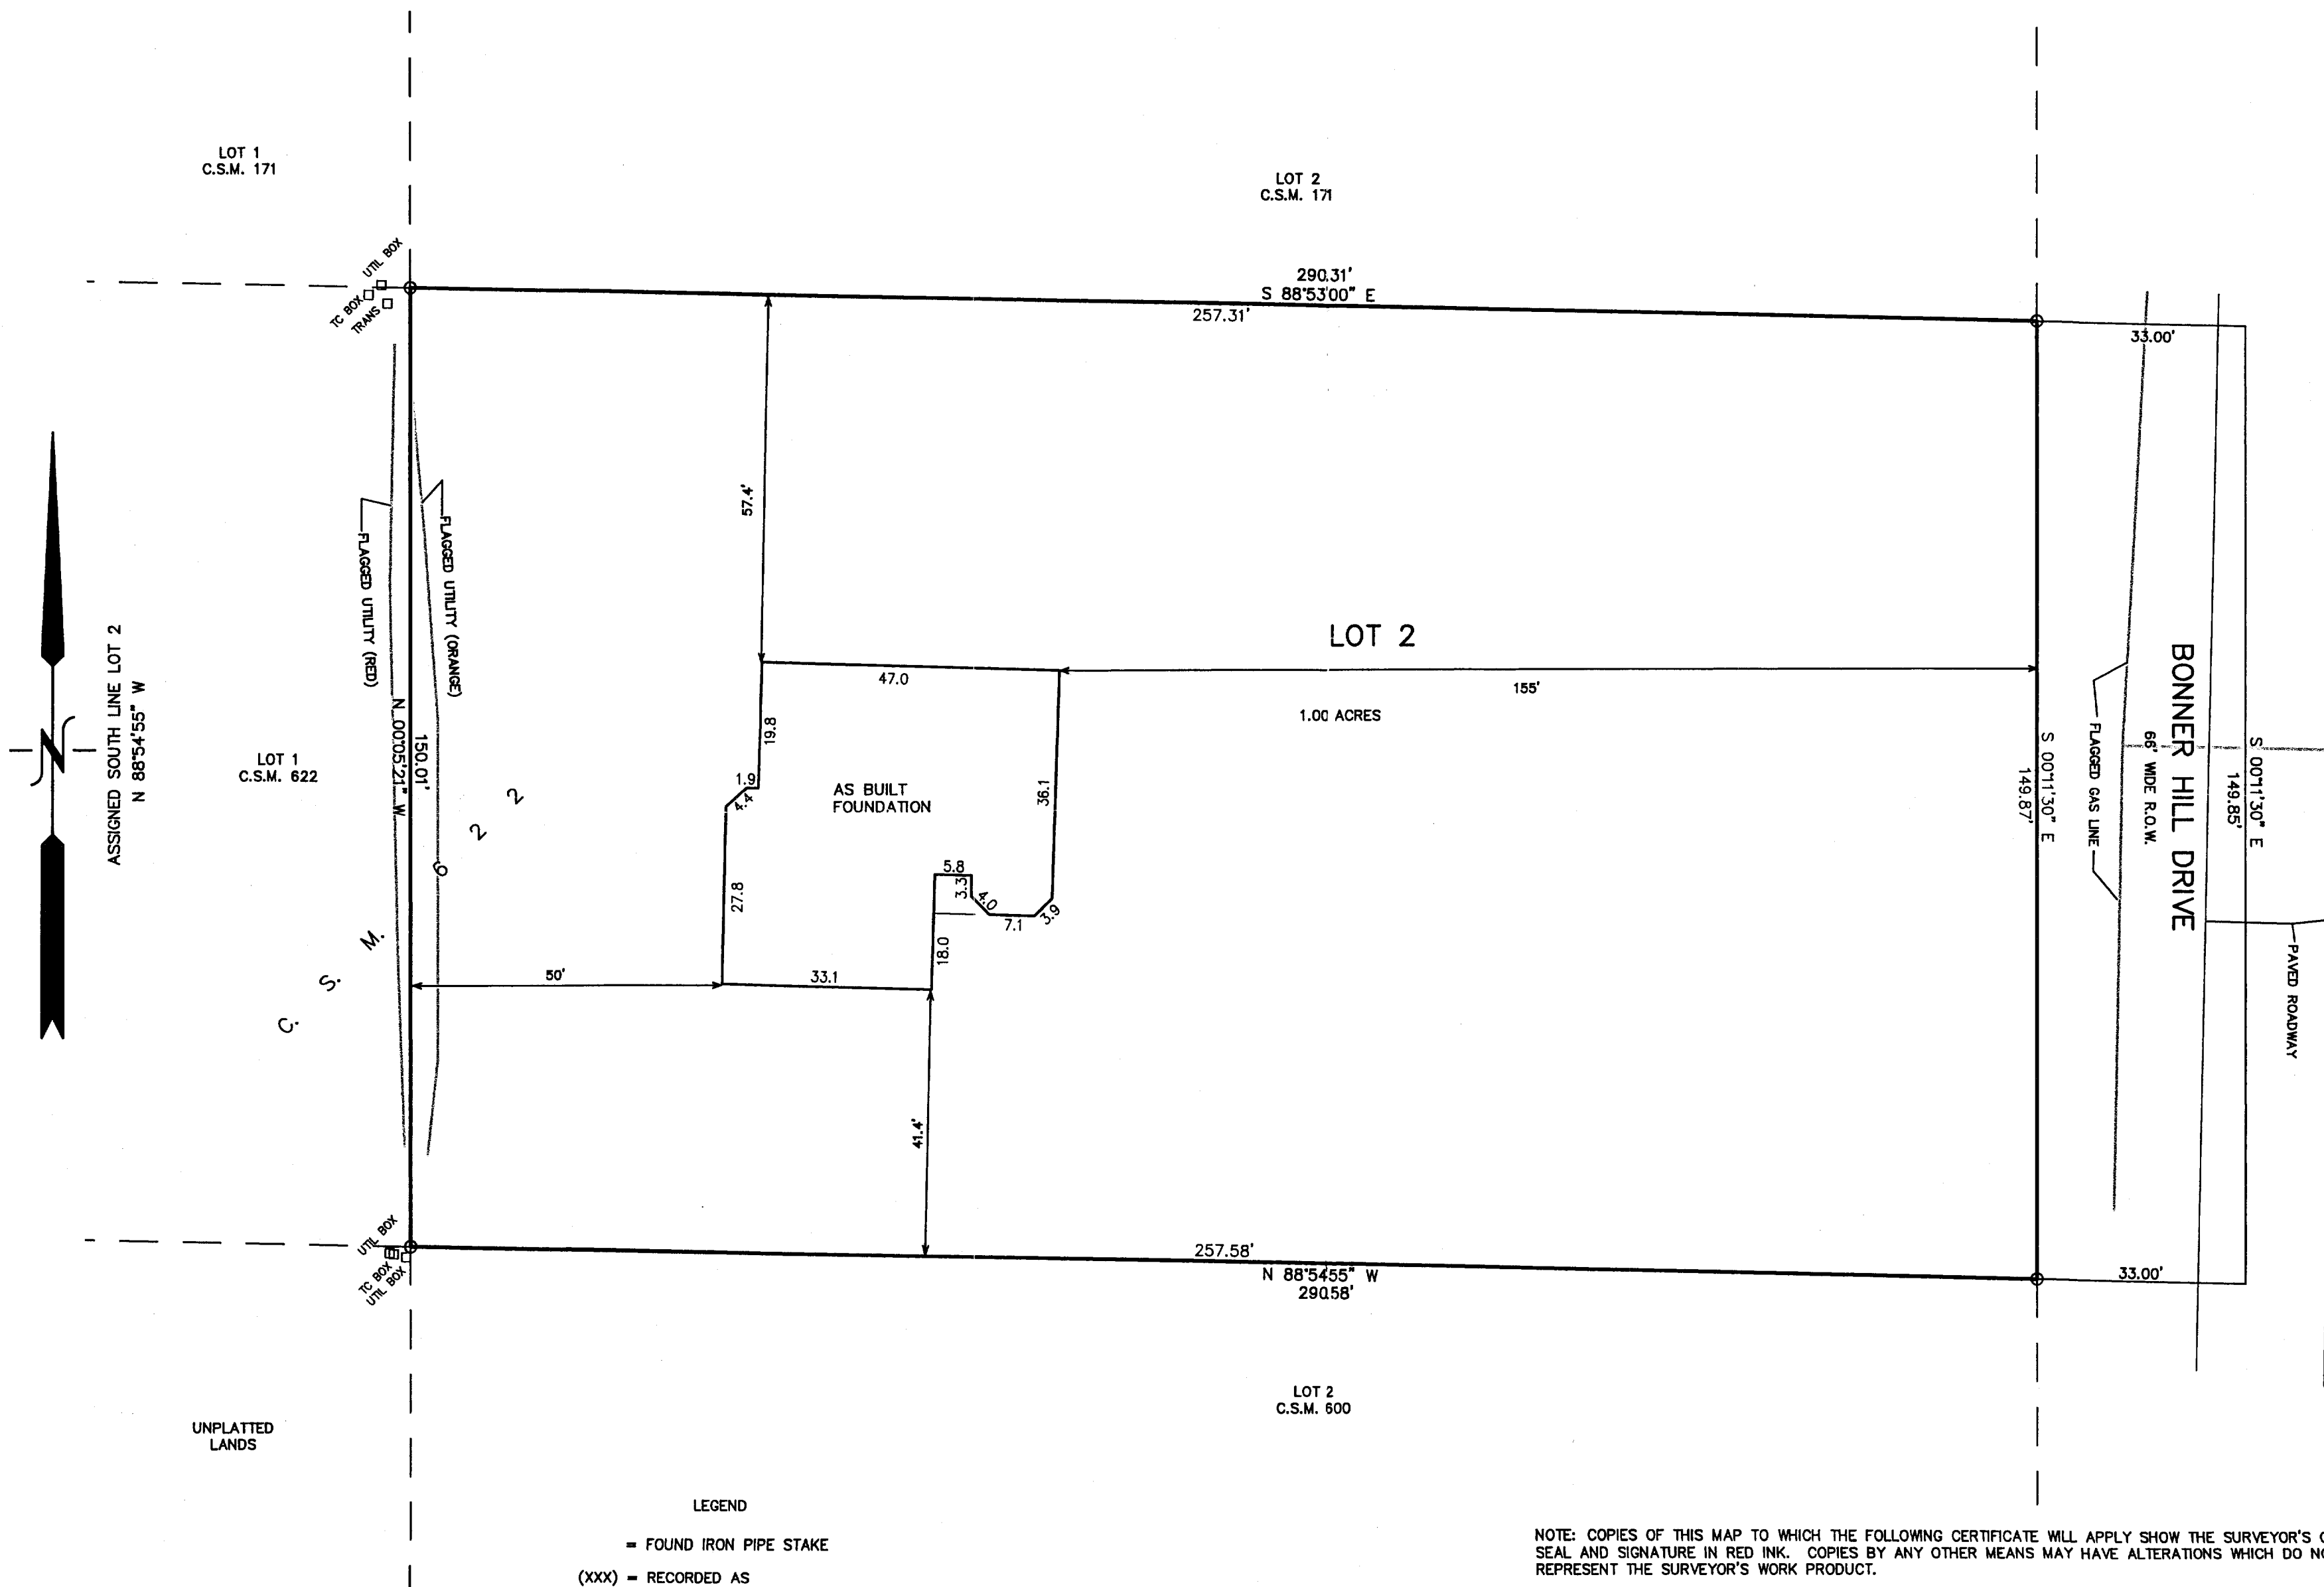 LOT 1
C.S.M. 171
LOT 2
C.S.M. 171
UTIL BOX
TC BOX
TRANS
290.31'
S 88°53'00" E
257.31'
33.00'
57.4'
FLAGGED UTILITY (RED)
FLAGGED UTILITY (ORANGE)
ASSIGNED SOUTH LINE LOT 2
N 88°54'55" W
N
LOT 1
C.S.M. 622
N 00°05'21" W
150.01'
C. S. M. 6 2 2
LOT 2
47.0
155'
1.00 ACRES
19.8
1.9
4.4
AS BUILT
FOUNDATION
36.1
27.8
5.8
3.3
4.0
7.1
3.9
18.0
50'
33.1
41.4'
S 00°11'30" E
149.87'
FLAGGED GAS LINE
66' WIDE R.O.W.
BONNER HILL DRIVE
S 00°11'30" E
149.85'
PAVED ROADWAY
UTIL BOX
TC BOX
UTIL BOX
257.58'
N 88°54'55" W
290.58'
33.00'
LOT 2
C.S.M. 600
UNPLATTED
LANDS
LEGEND
= FOUND IRON PIPE STAKE
(XXX) = RECORDED AS
NOTE: COPIES OF THIS MAP TO WHICH THE FOLLOWING CERTIFICATE WILL APPLY SHOW THE SURVEYOR'S
SEAL AND SIGNATURE IN RED INK. COPIES BY ANY OTHER MEANS MAY HAVE ALTERATIONS WHICH DO
REPRESENT THE SURVEYOR'S WORK PRODUCT.